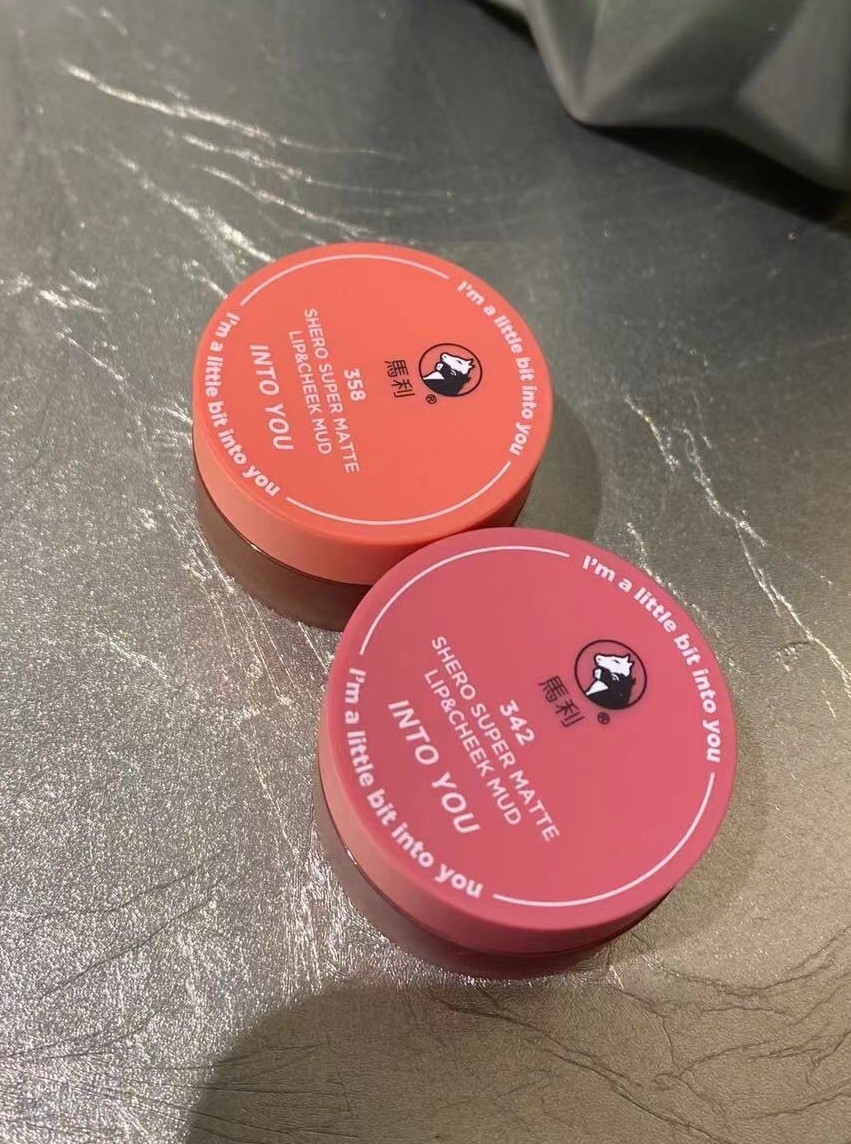 I'm a little bit into you
馬利®
358
SHERO SUPER MATTE
LIP&CHEEK MUD
INTO YOU
I'm a little bit into you
I'm a little bit into you
馬利®
342
SHERO SUPER MATTE
LIP&CHEEK MUD
INTO YOU
I'm a little bit into you